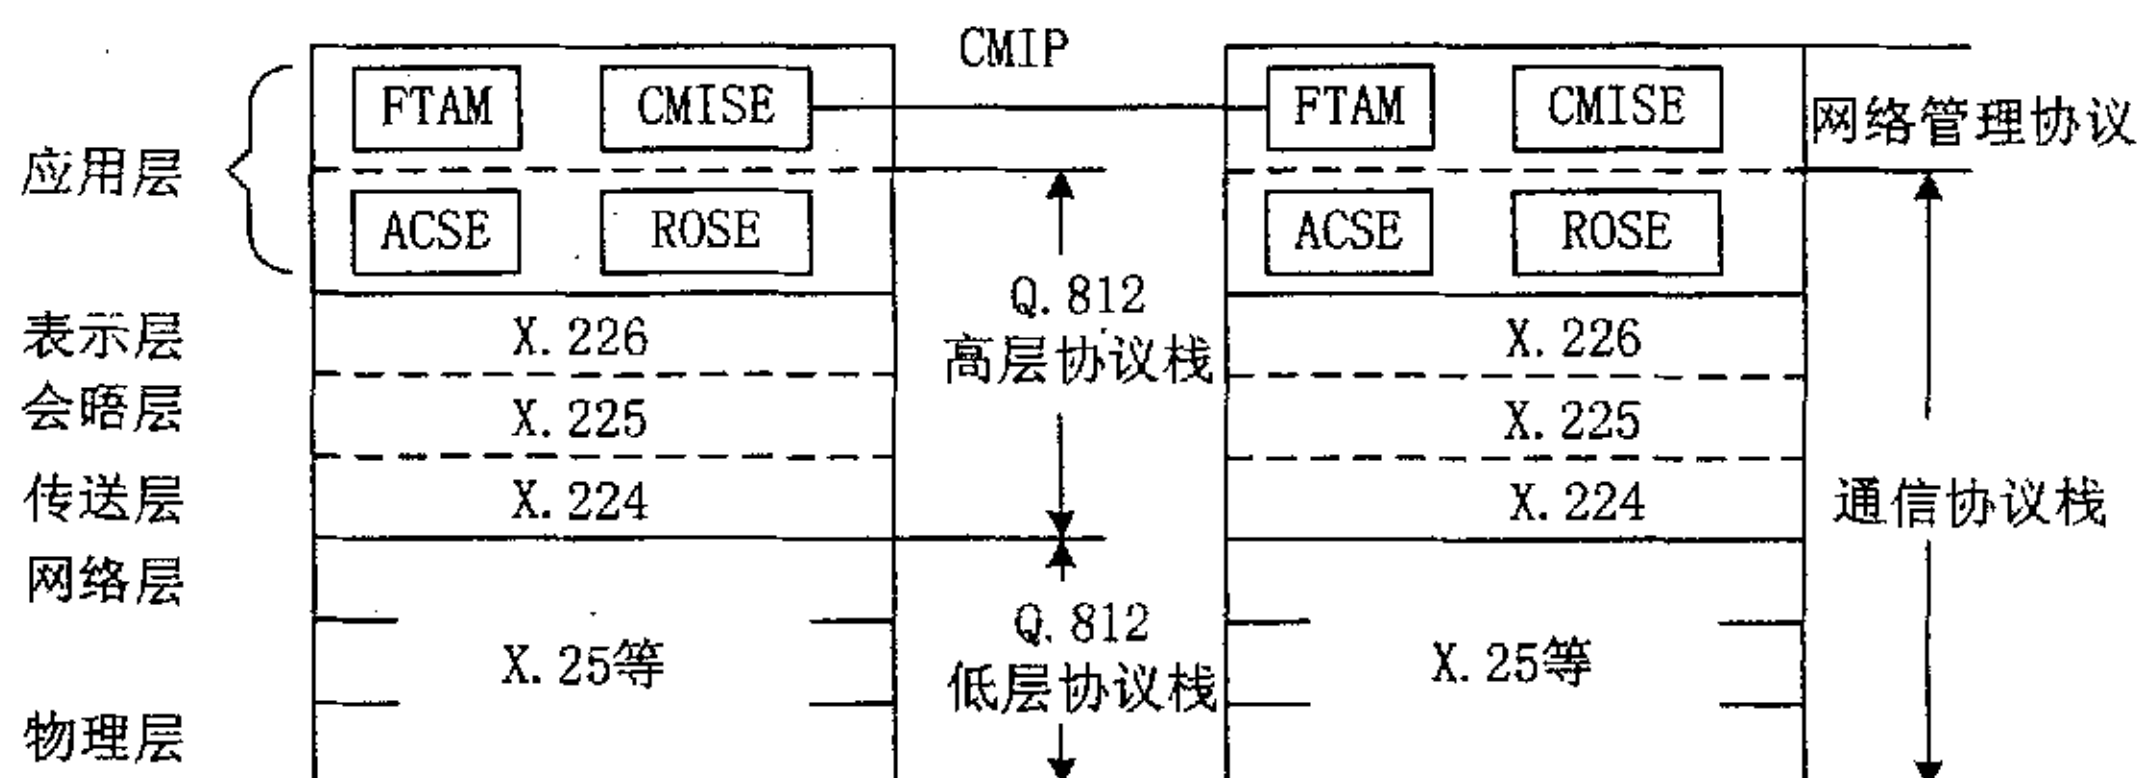 CMIP
FTAM CMISE FTAM CMISE 网络管理协议
应用层
ACSE ROSE ACSE ROSE
Q.812
高层协议栈
表示层 X.226 X.226
会晤层 X.225 X.225
传送层 X.224 X.224 通信协议栈
网络层
Q.812
低层协议栈
X.25等 X.25等
物理层